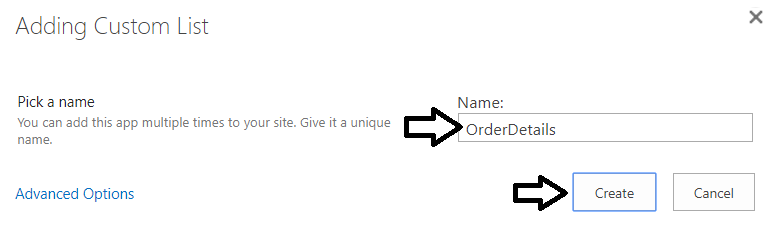 Adding Custom List
Pick a name
You can add this app multiple times to your site. Give it a unique
name.
Name:
OrderDetails
Advanced Options
Create
Cancel